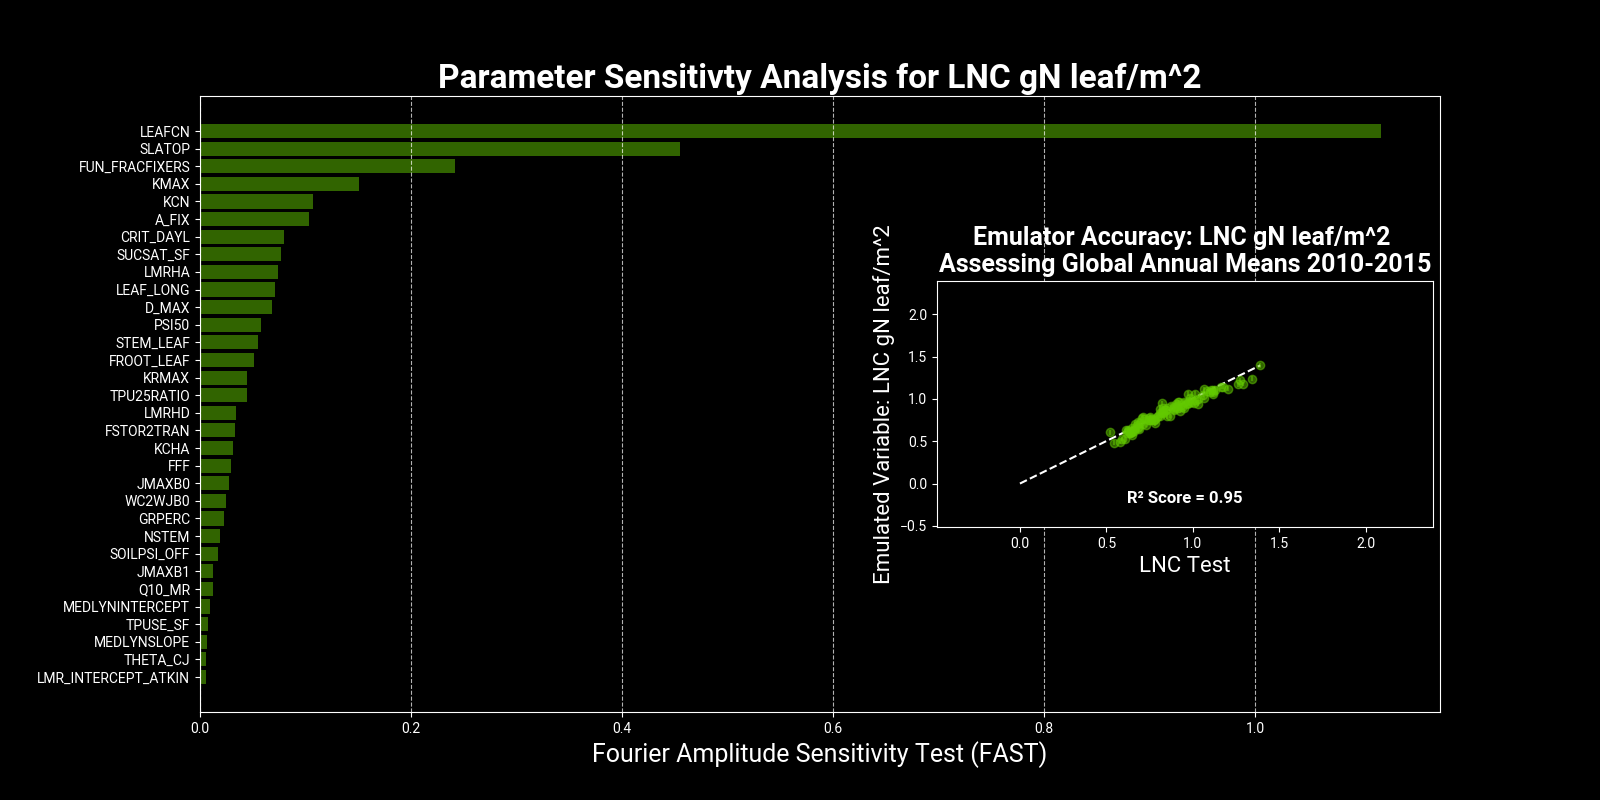 Parameter Sensitivty Analysis for LNC gN leaf/m^2
LEAFCN
SLATOP
FUN_FRACFIXERS
KMAX
KCN
A_FIX
CRIT_DAYL
SUCSAT_SF
LMRHA
LEAF_LONG
D_MAX
PSI50
STEM_LEAF
FROOT_LEAF
KRMAX
TPU25RATIO
LMRHD
FSTOR2TRAN
KCHA
FFF
JMAXB0
WC2WJB0
GRPERC
NSTEM
SOILPSI_OFF
JMAXB1
Q10_MR
MEDLYNINTERCEPT
TPUSE_SF
MEDLYNSLOPE
THETA_CJ
LMR_INTERCEPT_ATKIN
0.0 0.2 0.4 0.6 0.8 1.0
Fourier Amplitude Sensitivity Test (FAST)
Emulator Accuracy: LNC gN leaf/m^2
Assessing Global Annual Means 2010-2015
Emulated Variable: LNC gN leaf/m^2
2.0
1.5
1.0
0.5
0.0
−0.5
R² Score = 0.95
0.0 0.5 1.0 1.5 2.0
LNC Test